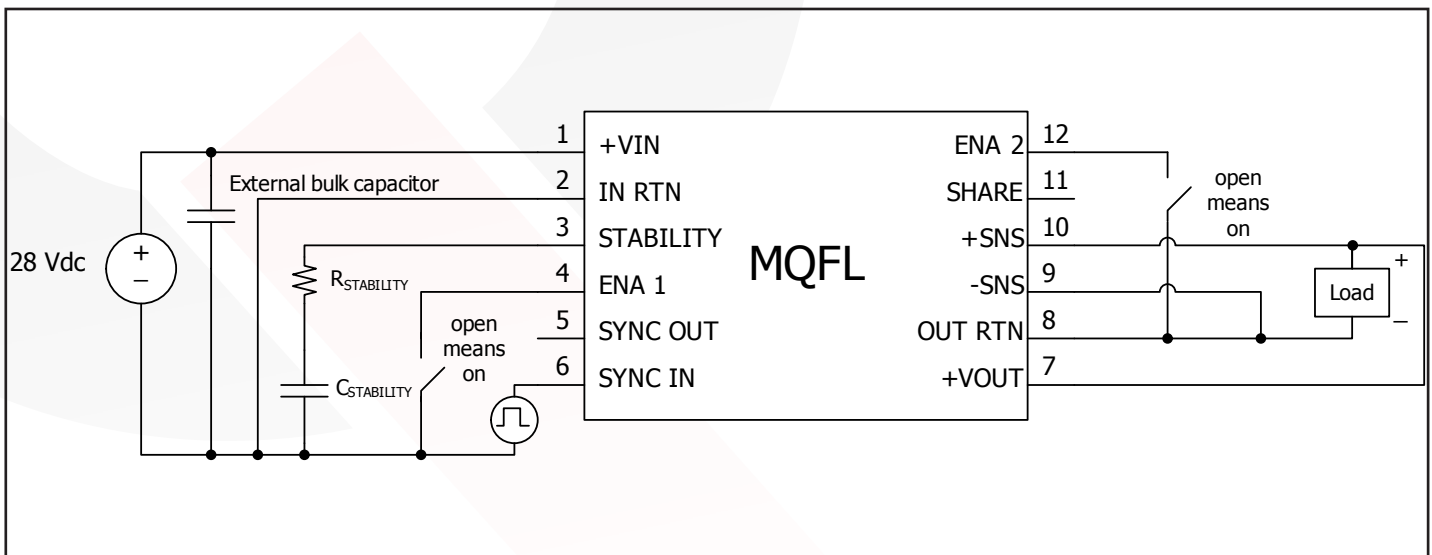 1 +VIN
2 IN RTN
3 STABILITY
4 ENA 1
5 SYNC OUT
6 SYNC IN
MQFL
ENA 2 12
SHARE 11
+SNS 10
-SNS 9
OUT RTN 8
+VOUT 7
External bulk capacitor
28 Vdc
+
−
RSTABILITY
CSTABILITY
open
means
on
open
means
on
+
Load
−